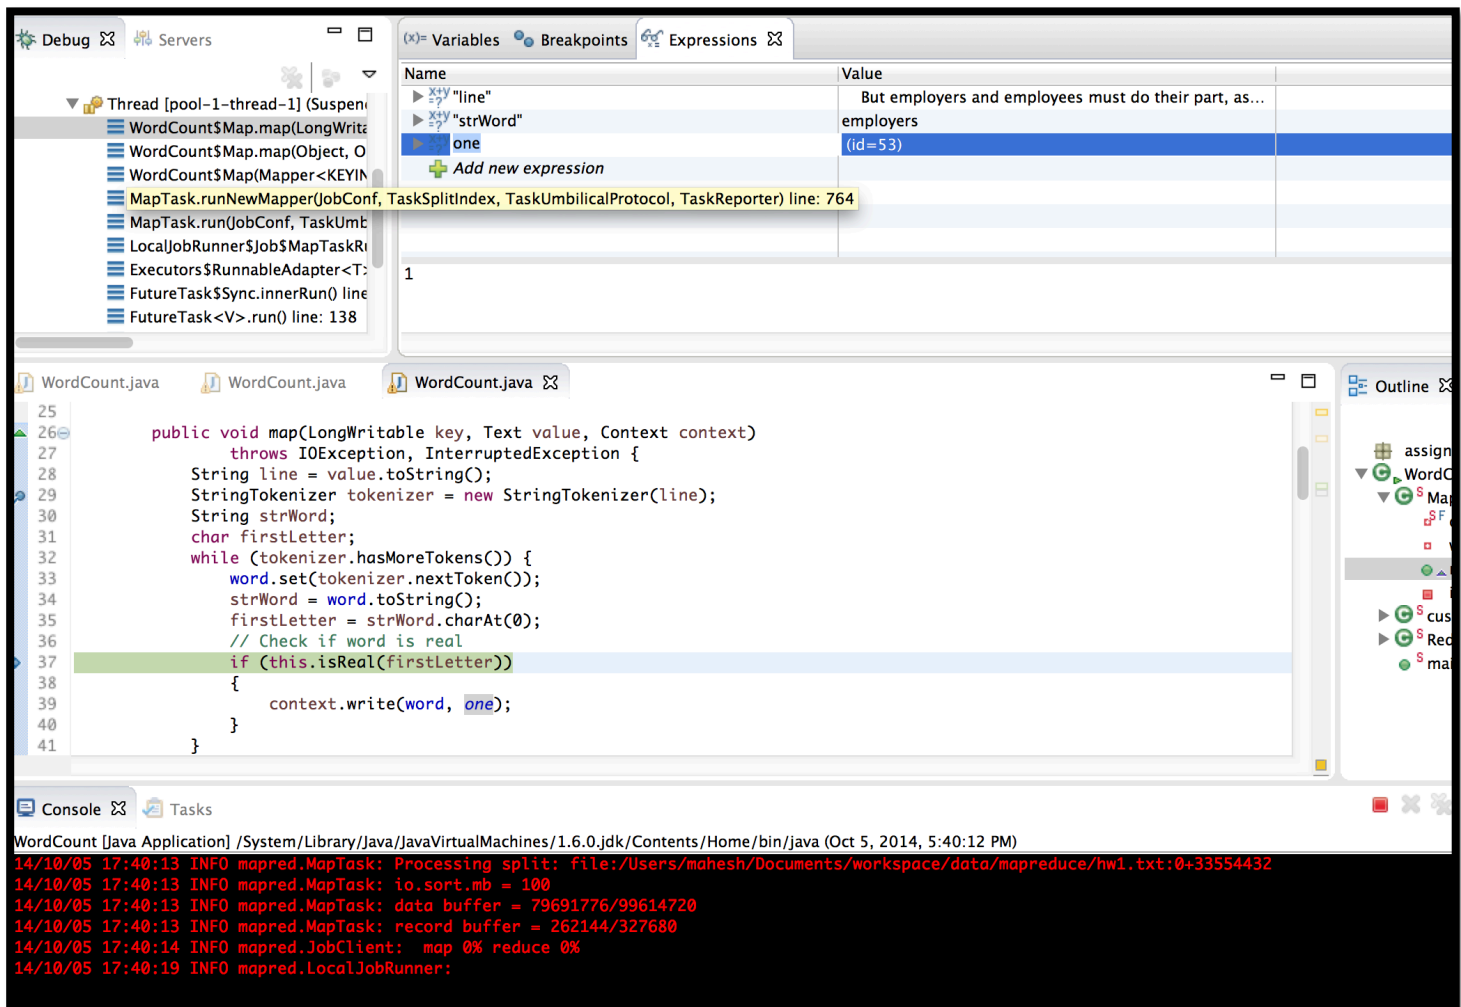 Debug
Servers
(x)= Variables
Breakpoints
Expressions
Thread [pool-1-thread-1] (Suspen
WordCount$Map.map(LongWrita
WordCount$Map.map(Object, O
WordCount$Map(Mapper<KEYIN
MapTask.runNewMapper(JobConf, TaskSplitIndex, TaskUmbilicalProtocol, TaskReporter) line: 764
MapTask.run(JobConf, TaskUmb
LocalJobRunner$Job$MapTaskRu
Executors$RunnableAdapter<T>
FutureTask$Sync.innerRun() line
FutureTask<V>.run() line: 138
Name Value
"line" But employers and employees must do their part, as...
"strWord" employers
one (id=53)
Add new expression
1
WordCount.java
WordCount.java
WordCount.java
25
26 public void map(LongWritable key, Text value, Context context)
27 throws IOException, InterruptedException {
28 String line = value.toString();
29 StringTokenizer tokenizer = new StringTokenizer(line);
30 String strWord;
31 char firstLetter;
32 while (tokenizer.hasMoreTokens()) {
33 word.set(tokenizer.nextToken());
34 strWord = word.toString();
35 firstLetter = strWord.charAt(0);
36 // Check if word is real
37 if (this.isReal(firstLetter))
38 {
39 context.write(word, one);
40 }
41 }
Outline
assign
WordC
Map
cus
Red
mai
Console
Tasks
WordCount [Java Application] /System/Library/Java/JavaVirtualMachines/1.6.0.jdk/Contents/Home/bin/java (Oct 5, 2014, 5:40:12 PM)
14/10/05 17:40:13 INFO mapred.MapTask: Processing split: file:/Users/mahesh/Documents/workspace/data/mapreduce/hw1.txt:0+33554432
14/10/05 17:40:13 INFO mapred.MapTask: io.sort.mb = 100
14/10/05 17:40:13 INFO mapred.MapTask: data buffer = 79691776/99614720
14/10/05 17:40:13 INFO mapred.MapTask: record buffer = 262144/327680
14/10/05 17:40:14 INFO mapred.JobClient:  map 0% reduce 0%
14/10/05 17:40:19 INFO mapred.LocalJobRunner: